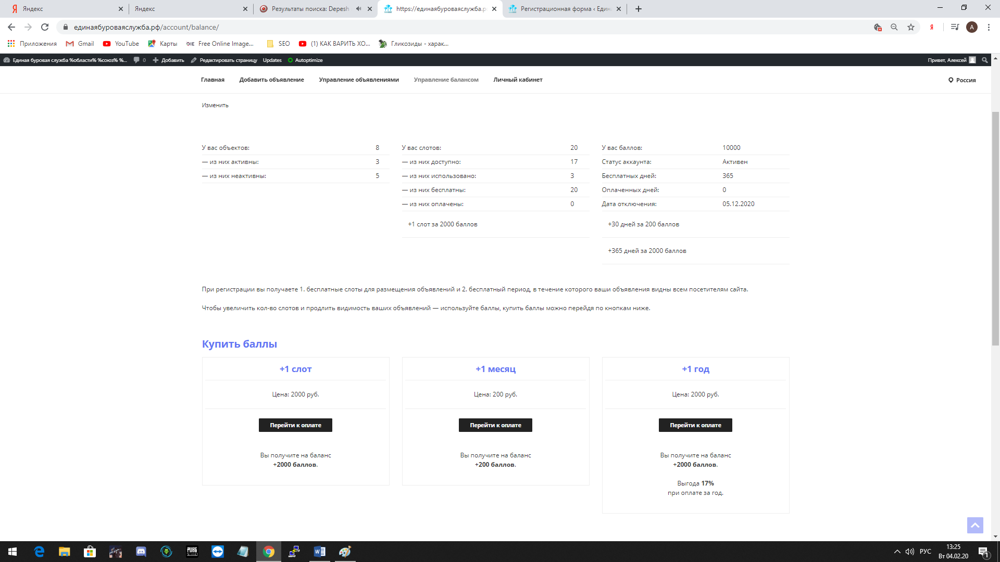 Яндекс
Яндекс
Результаты поиска: Depesh
https://единаябуроваяслужба.р
Регистрационная форма ‹ Един
единаябуроваяслужба.рф/account/balance/
Я
А
Приложения
Gmail
YouTube
Карты
OIE Free Online Image...
SEO
(1) КАК ВАРИТЬ ХО...
Гликозиды - харак...
Единая буровая служба %области% %союз% %...
0
Добавить
Редактировать страницу
Updates
Autoptimize
Привет, Алексей
Главная
Добавить объявление
Управление объявлениями
Управление балансом
Личный кабинет
Россия
Изменить
У вас объектов: 8
— из них активны: 3
— из них неактивны: 5
У вас слотов: 20
— из них доступно: 17
— из них использовано: 3
— из них бесплатны: 20
— из них оплачены: 0
+1 слот за 2000 баллов
У вас баллов: 10000
Статус аккаунта: Активен
Бесплатных дней: 365
Оплаченных дней: 0
Дата отключения: 05.12.2020
+30 дней за 200 баллов
+365 дней за 2000 баллов
При регистрации вы получаете 1. бесплатные слоты для размещения объявлений и 2. бесплатный период, в течение которого ваши объявления видны всем посетителям сайта.
Чтобы увеличить кол-во слотов и продлить видимость ваших объявлений — используйте баллы, купить баллы можно перейдя по кнопкам ниже.
Купить баллы
+1 слот
Цена: 2000 руб.
Перейти к оплате
Вы получите на баланс
+2000 баллов.
+1 месяц
Цена: 200 руб.
Перейти к оплате
Вы получите на баланс
+200 баллов.
+1 год
Цена: 2000 руб.
Перейти к оплате
Вы получите на баланс
+2000 баллов.
Выгода 17%
при оплате за год.
PUBG
РУС
13:25
Вт 04.02.20
1